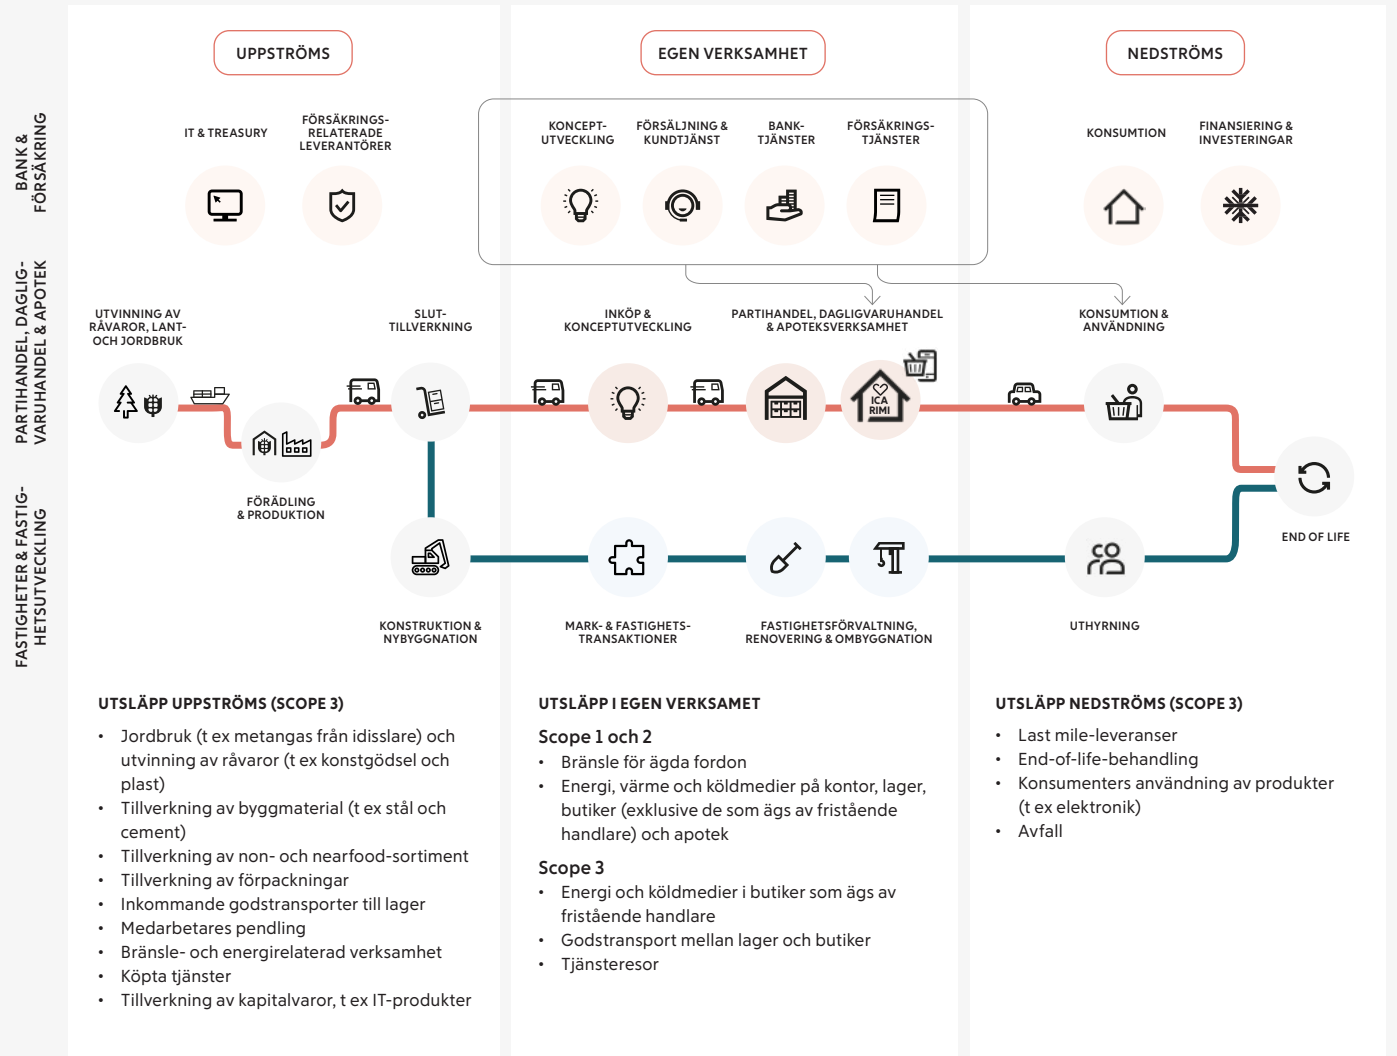 UPPSTRÖMS
EGEN VERKSAMHET
NEDSTRÖMS
BANK &
FÖRSÄKRING
IT & TREASURY
FÖRSÄKRINGS-
RELATERADE
LEVERANTÖRER
KONCEPT-
UTVECKLING
FÖRSÄLJNING &
KUNDTJÄNST
BANK-
TJÄNSTER
FÖRSÄKRINGS-
TJÄNSTER
KONSUMTION
FINANSIERING &
INVESTERINGAR
PARTIHANDEL, DAGLIG-
VARUHANDEL & APOTEK
UTVINNING AV
RÅVAROR, LANT-
OCH JORDBRUK
SLUT-
TILLVERKNING
INKÖP &
KONCEPTUTVECKLING
PARTIHANDEL, DAGLIGVARUHANDEL
& APOTEKSVERKSAMHET
KONSUMTION &
ANVÄNDNING
ICA
RIMI
FÖRÄDLING
& PRODUKTION
END OF LIFE
FASTIGHETER & FASTIG-
HETSUTVECKLING
KONSTRUKTION &
NYBYGGNATION
MARK- & FASTIGHETS-
TRANSAKTIONER
FASTIGHETSFÖRVALTNING,
RENOVERING & OMBYGGNATION
UTHYRNING
UTSLÄPP UPPSTRÖMS (SCOPE 3)
• Jordbruk (t ex metangas från idisslare) och
utvinning av råvaror (t ex konstgödsel och
plast)
• Tillverkning av byggmaterial (t ex stål och
cement)
• Tillverkning av non- och nearfood-sortiment
• Tillverkning av förpackningar
• Inkommande godstransporter till lager
• Medarbetares pendling
• Bränsle- och energirelaterad verksamhet
• Köpta tjänster
• Tillverkning av kapitalvaror, t ex IT-produkter
UTSLÄPP I EGEN VERKSAMET
Scope 1 och 2
• Bränsle för ägda fordon
• Energi, värme och köldmedier på kontor, lager,
butiker (exklusive de som ägs av fristående
handlare) och apotek
Scope 3
• Energi och köldmedier i butiker som ägs av
fristående handlare
• Godstransport mellan lager och butiker
• Tjänsteresor
UTSLÄPP NEDSTRÖMS (SCOPE 3)
• Last mile-leveranser
• End-of-life-behandling
• Konsumenters användning av produkter
(t ex elektronik)
• Avfall